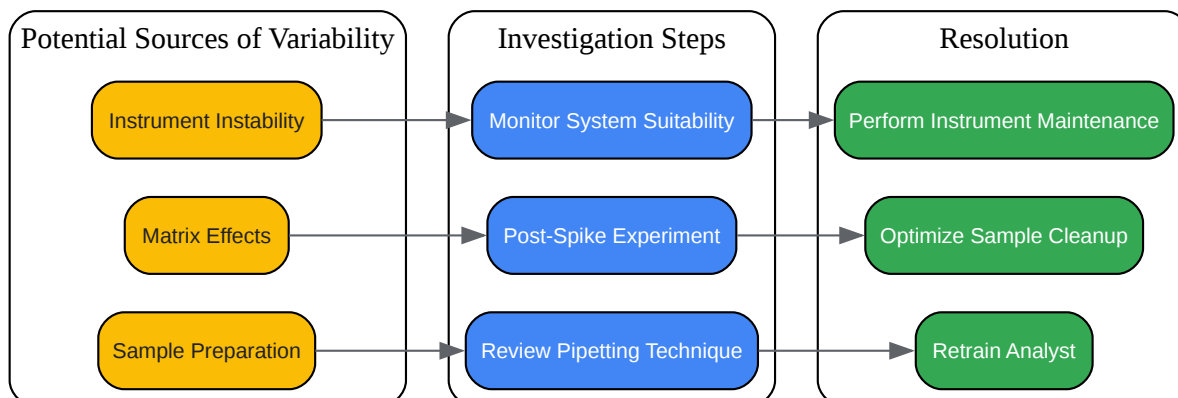 Potential Sources of Variability
Investigation Steps
Resolution
Instrument Instability
Monitor System Suitability
Perform Instrument Maintenance
Matrix Effects
Post-Spike Experiment
Optimize Sample Cleanup
Sample Preparation
Review Pipetting Technique
Retrain Analyst